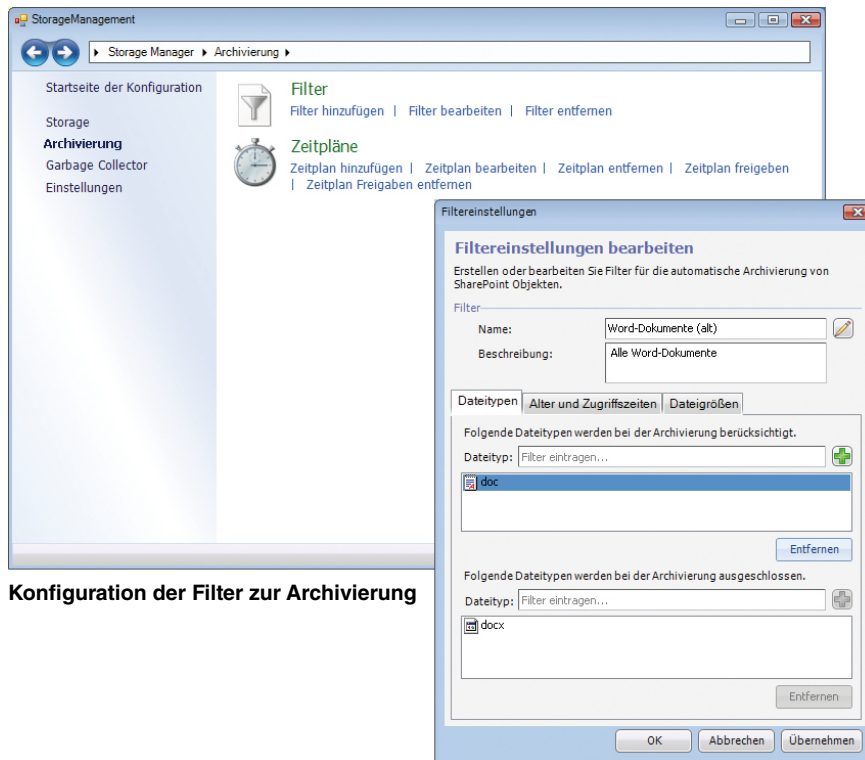 StorageManagement
Storage Manager Archivierung
Startseite der Konfiguration
Storage
Archivierung
Garbage Collector
Einstellungen
Filter
Filter hinzufügen | Filter bearbeiten | Filter entfernen
Zeitpläne
Zeitplan hinzufügen | Zeitplan bearbeiten | Zeitplan entfernen | Zeitplan freigeben
| Zeitplan Freigaben entfernen
Konfiguration der Filter zur Archivierung
Filtereinstellungen
Filtereinstellungen bearbeiten
Erstellen oder bearbeiten Sie Filter für die automatische Archivierung von
SharePoint Objekten.
Filter
Name: Word-Dokumente (alt)
Beschreibung: Alle Word-Dokumente
Dateitypen Alter und Zugriffszeiten Dateigrößen
Folgende Dateitypen werden bei der Archivierung berücksichtigt.
Dateityp: Filter eintragen...
doc
Entfernen
Folgende Dateitypen werden bei der Archivierung ausgeschlossen.
Dateityp: Filter eintragen...
docx
Entfernen
OK Abbrechen Übernehmen